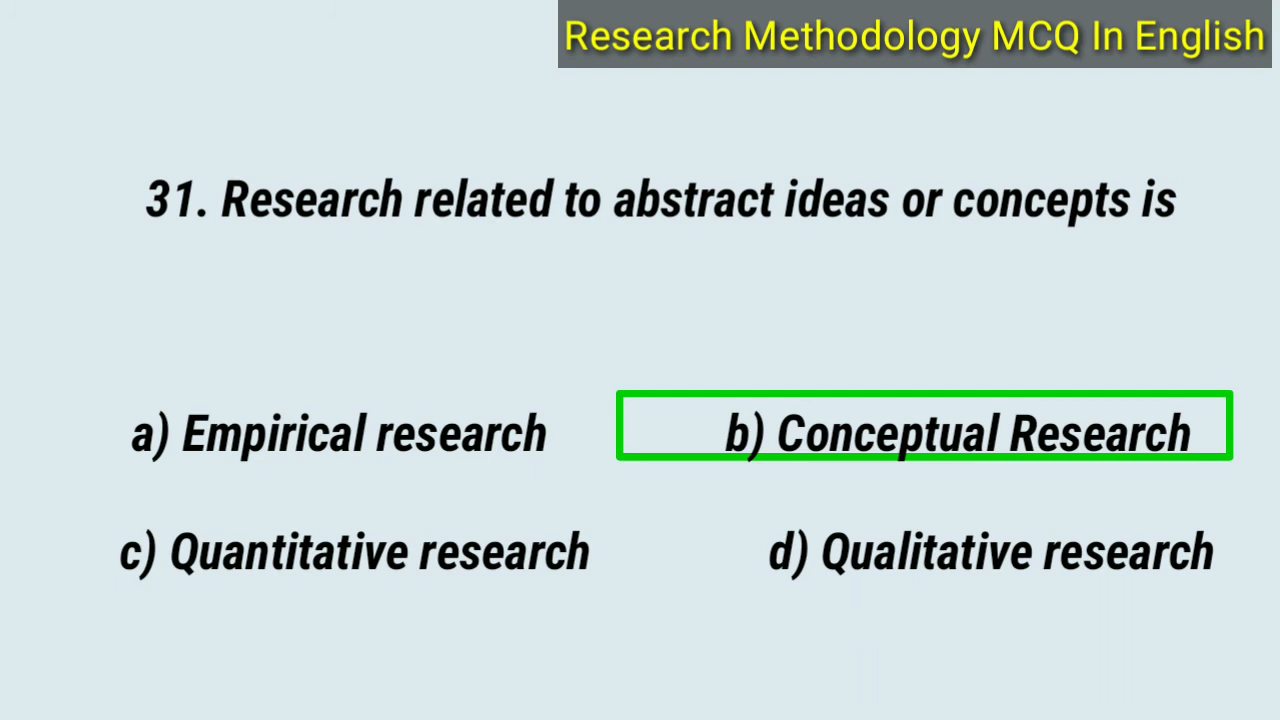 Research Methodology MCQ In English
31. Research related to abstract ideas or concepts is
a) Empirical research
b) Conceptual Research
c) Quantitative research
d) Qualitative research